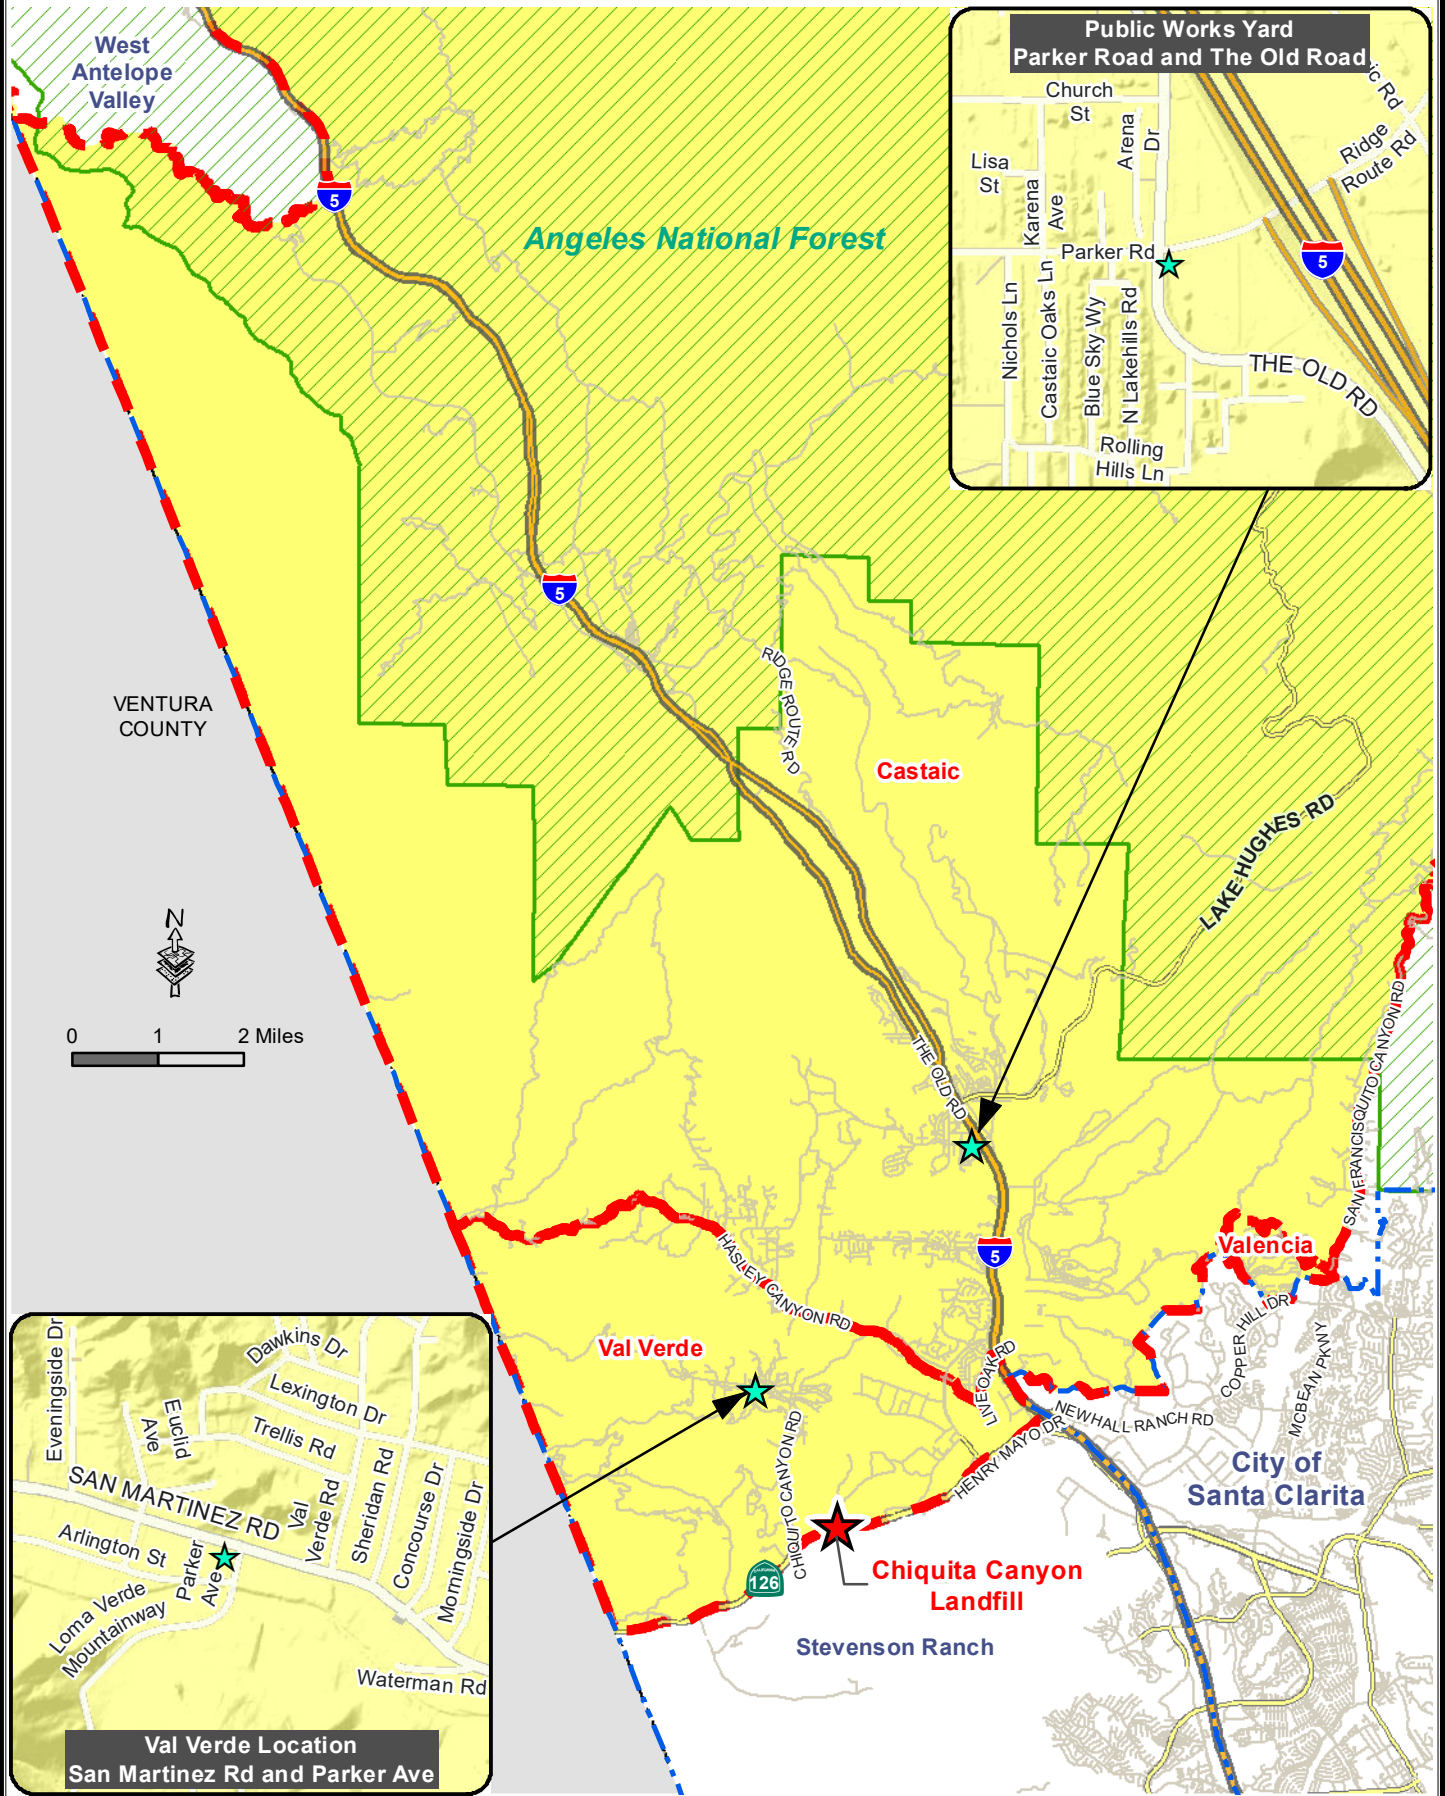 West
Antelope
Valley
5
Angeles National Forest
Public Works Yard
Parker Road and The Old Road
Church
St
Arena
Dr
ic Rd
Ridge
Route Rd
Lisa
St
Karena
Ave
Parker Rd
5
Nichols Ln
Castaic Oaks Ln
Blue Sky Wy
N Lakehills Rd
THE OLD RD
Rolling
Hills Ln
5
RIDGE ROUTE RD
VENTURA
COUNTY
Castaic
LAKE HUGHES RD
N
0 1 2 Miles
THE OLD RD
SAN FRANCISQUITO CANYON RD
HASLEY CANYON RD
5
Valencia
Val Verde
LIVE OAK RD
COPPER HILL DR
MCBEAN PKWY
NEWHALL RANCH RD
HENRY MAYO DR
CHIQUITO CANYON RD
City of
Santa Clarita
CALIFORNIA
126
Chiquita Canyon
Landfill
Stevenson Ranch
Eveningside Dr
Dawkins Dr
Lexington Dr
Euclid
Ave
Trellis Rd
SAN MARTINEZ RD
Val
Verde Rd
Sheridan Rd
Concourse Dr
Morningside Dr
Arlington St
Parker
Ave
Loma Verde
Mountainway
Waterman Rd
Val Verde Location
San Martinez Rd and Parker Ave